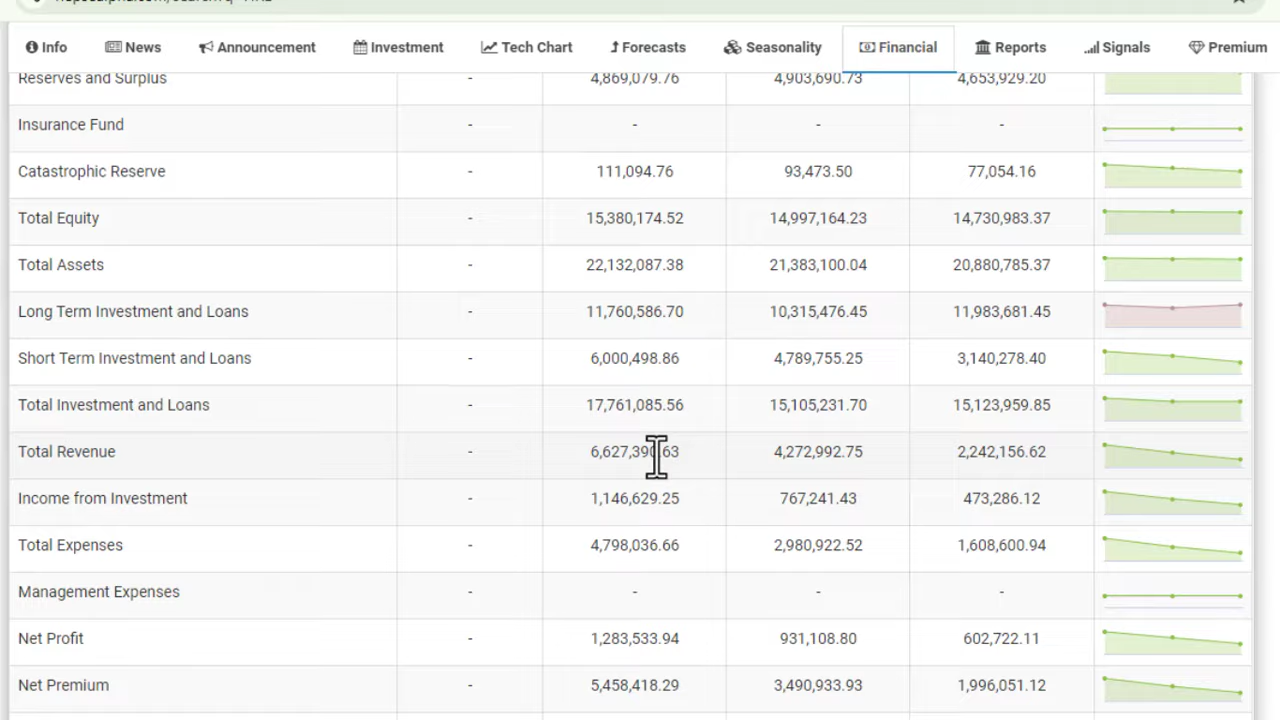 Info News Announcement Investment Tech Chart Forecasts Seasonality Financial Reports Signals Premium
Reserves and Surplus - 4,869,079.76 4,903,690.73 4,653,929.20
Insurance Fund - - - -
Catastrophic Reserve - 111,094.76 93,473.50 77,054.16
Total Equity - 15,380,174.52 14,997,164.23 14,730,983.37
Total Assets - 22,132,087.38 21,383,100.04 20,880,785.37
Long Term Investment and Loans - 11,760,586.70 10,315,476.45 11,983,681.45
Short Term Investment and Loans - 6,000,498.86 4,789,755.25 3,140,278.40
Total Investment and Loans - 17,761,085.56 15,105,231.70 15,123,959.85
Total Revenue - 4,272,992.75 2,242,156.62
Income from Investment - 1,146,629.25 767,241.43 473,286.12
Total Expenses - 4,798,036.66 2,980,922.52 1,608,600.94
Management Expenses - - - -
Net Profit - 1,283,533.94 931,108.80 602,722.11
Net Premium - 5,458,418.29 3,490,933.93 1,996,051.12